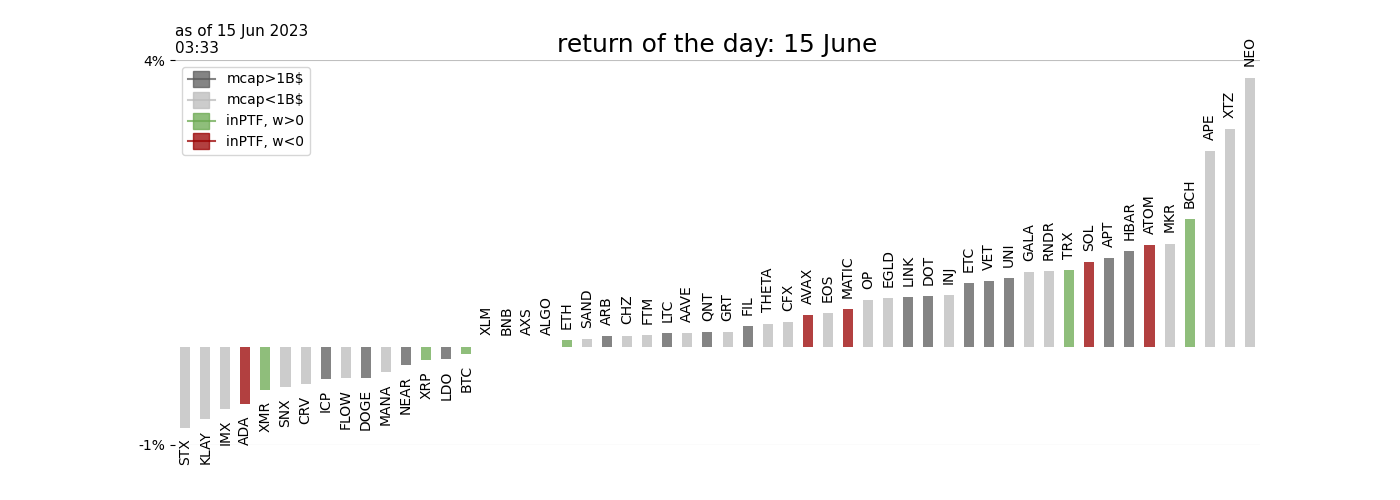 as of 15 Jun 2023
03:33
return of the day: 15 June
4%
-1%
mcap>1B$
mcap<1B$
inPTF, w>0
inPTF, w<0
STX
KLAY
IMX
ADA
XMR
SNX
CRV
ICP
FLOW
DOGE
MANA
NEAR
XRP
LDO
BTC
XLM
BNB
AXS
ALGO
ETH
SAND
ARB
CHZ
FTM
LTC
AAVE
QNT
GRT
FIL
THETA
CFX
AVAX
EOS
MATIC
OP
EGLD
LINK
DOT
INJ
ETC
VET
UNI
GALA
RNDR
TRX
SOL
APT
HBAR
ATOM
MKR
BCH
APE
XTZ
NEO